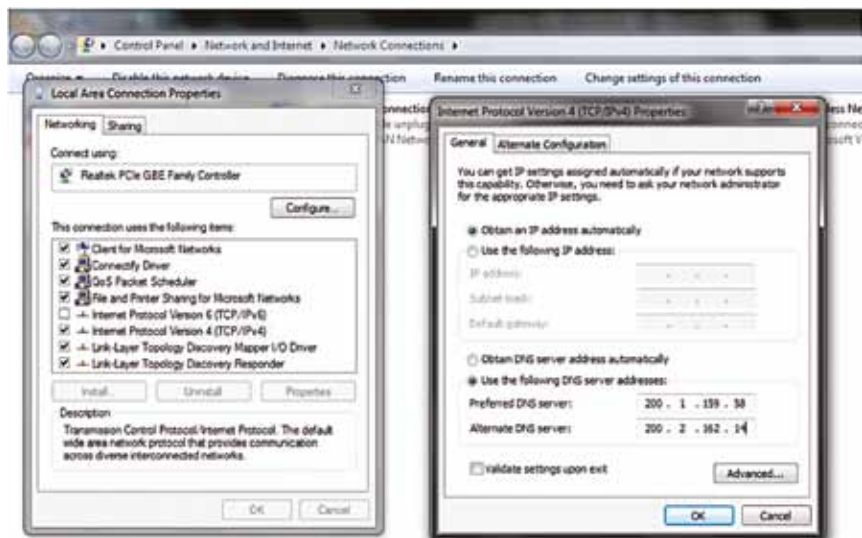 Control Panel ▸ Network and Internet ▸ Network Connections ▸
Rename this connection Change settings of this connection
Local Area Connection Properties
Networking Sharing
Connect using:
Realtek PCIe GBE Family Controller
Configure...
This connection uses the following items:
Client for Microsoft Networks
Connectify Driver
QoS Packet Scheduler
File and Printer Sharing for Microsoft Networks
Internet Protocol Version 6 (TCP/IPv6)
Internet Protocol Version 4 (TCP/IPv4)
Link-Layer Topology Discovery Mapper I/O Driver
Link-Layer Topology Discovery Responder
Install... Uninstall Properties
Description
Transmission Control Protocol/Internet Protocol. The default
wide area network protocol that provides communication
across diverse interconnected networks.
OK Cancel
Internet Protocol Version 4 (TCP/IPv4) Properties
General Alternate Configuration
You can get IP settings assigned automatically if your network supports
this capability. Otherwise, you need to ask your network administrator
for the appropriate IP settings.
Obtain an IP address automatically
Use the following IP address:
IP address:
Subnet mask:
Default gateway:
Obtain DNS server address automatically
Use the following DNS server addresses:
Preferred DNS server: 200 . 1 . 159 . 58
Alternate DNS server: 200 . 2 . 162 . 14
Validate settings upon exit
Advanced...
OK Cancel